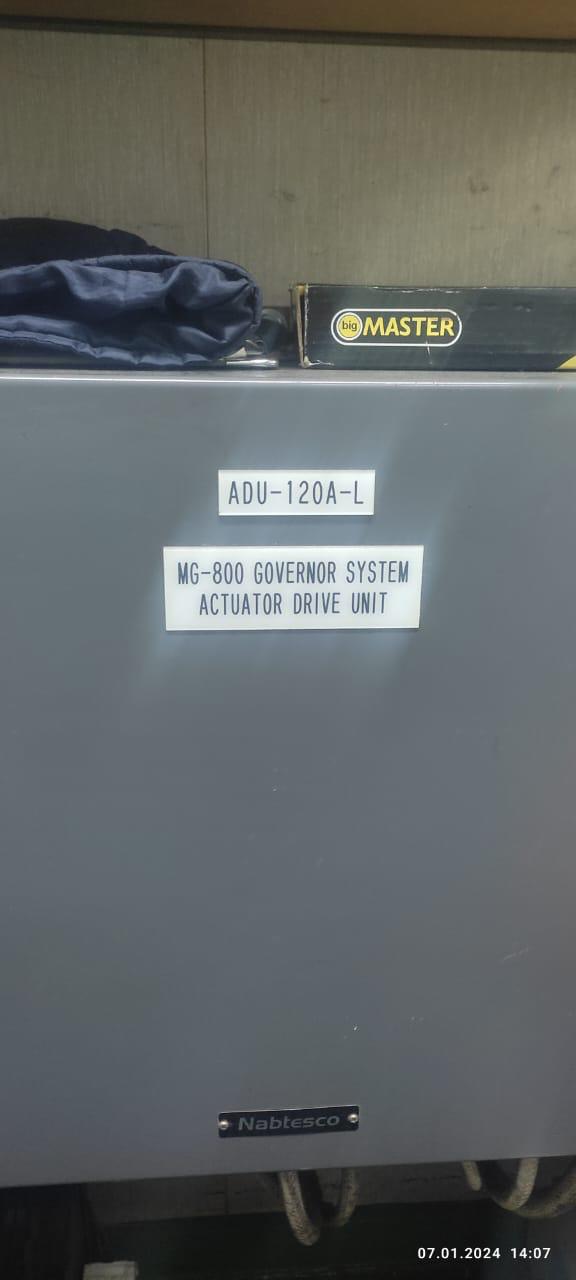 big MASTER
ADU-120A-L
MG-800 GOVERNOR SYSTEM
ACTUATOR DRIVE UNIT
Nabtesco
07.01.2024 14:07